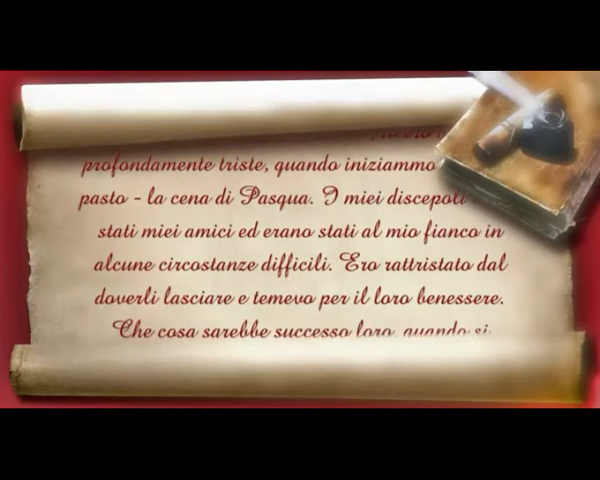 profondamente triste, quando iniziammo
pasto - la cena di Pasqua. I miei discepoli
stati miei amici ed erano stati al mio fianco in
alcune circostanze difficili. Ero rattristato dal
doverli lasciare e temevo per il loro benessere.
Che cosa sarebbe successo loro, quando si